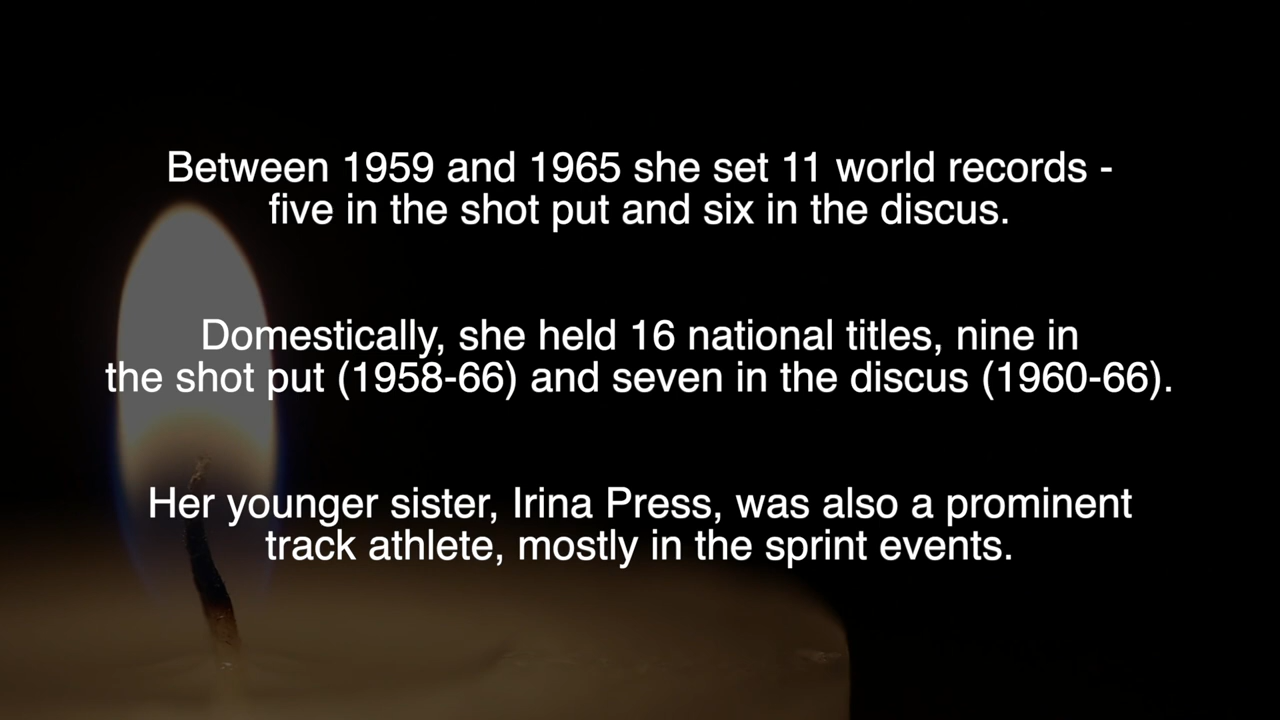 Between 1959 and 1965 she set 11 world records -
five in the shot put and six in the discus.
Domestically, she held 16 national titles, nine in
the shot put (1958-66) and seven in the discus (1960-66).
Her younger sister, Irina Press, was also a prominent
track athlete, mostly in the sprint events.